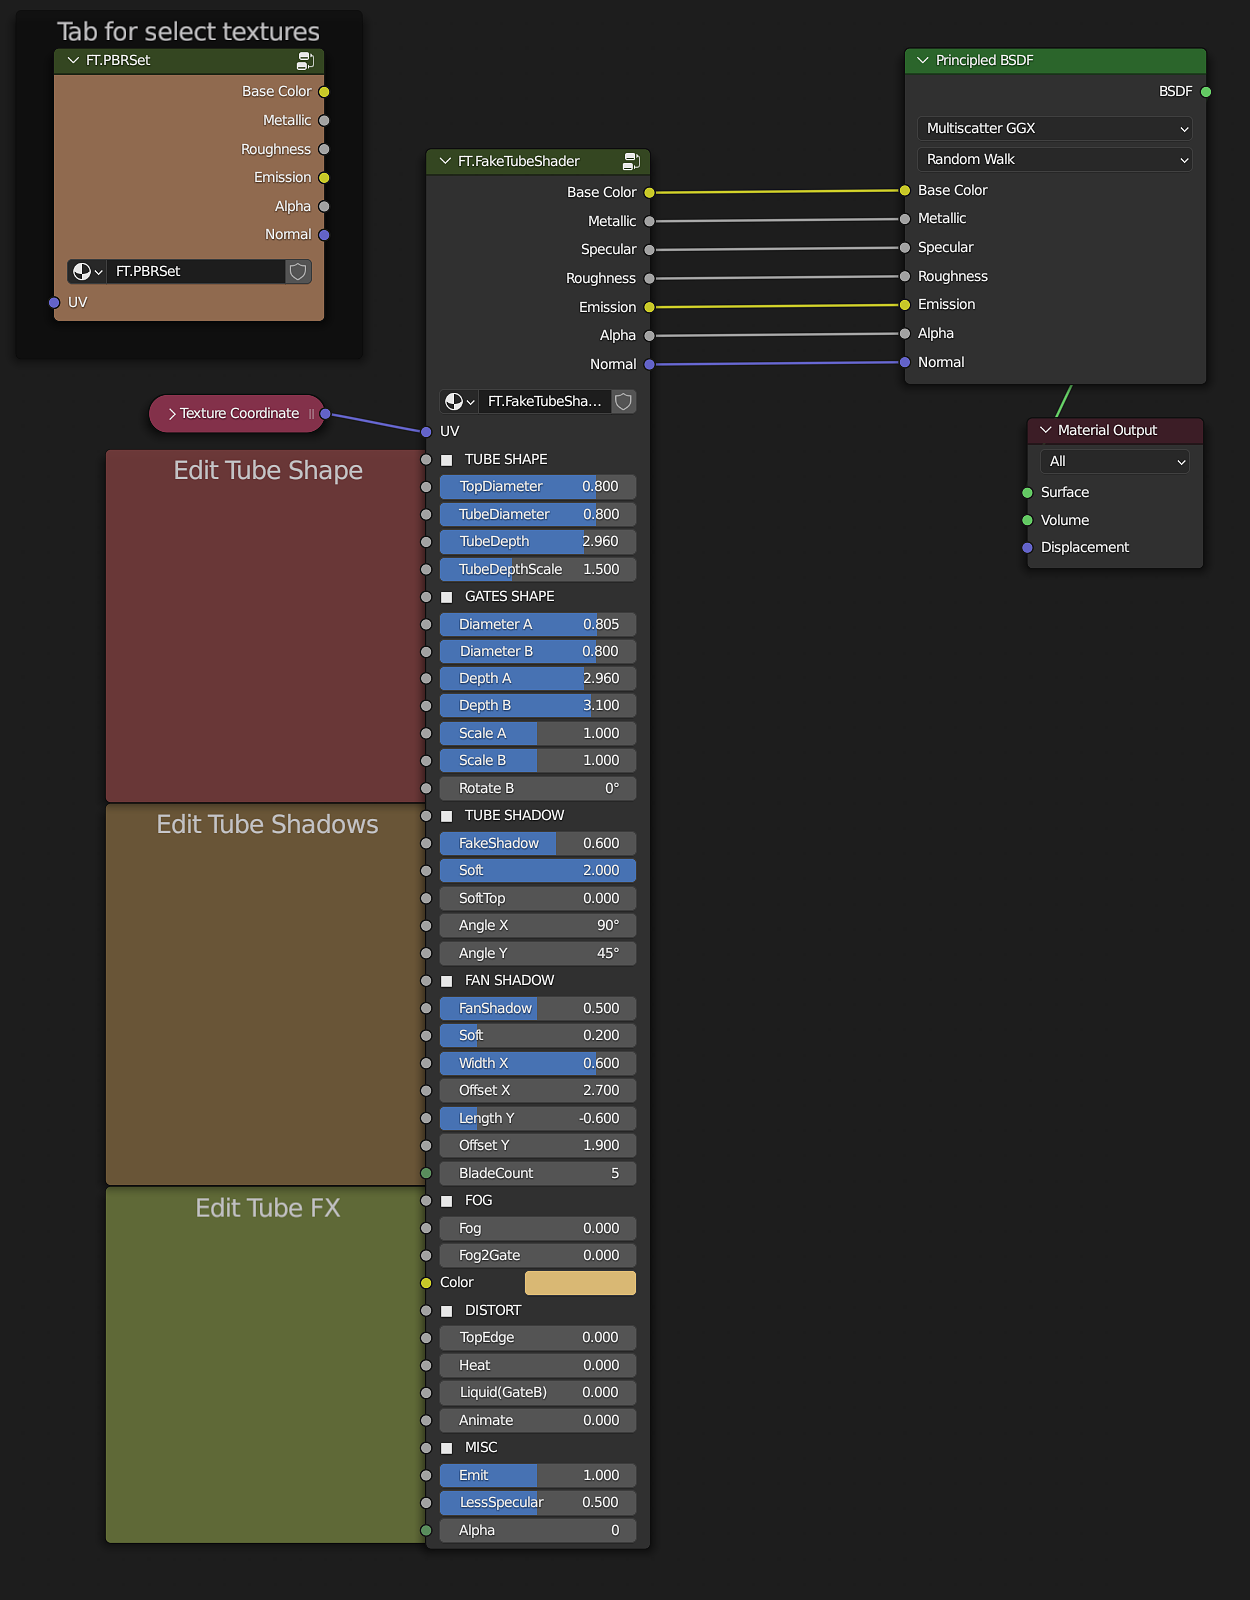 Tab for select textures
FT.PBRSet
Base Color
Metallic
Roughness
Emission
Alpha
Normal
FT.PBRSet
UV
Texture Coordinate
Edit Tube Shape
Edit Tube Shadows
Edit Tube FX
FT.FakeTubeShader
Base Color
Metallic
Specular
Roughness
Emission
Alpha
Normal
FT.FakeTubeSha...
UV
TUBE SHAPE
TopDiameter 0.800
TubeDiameter 0.800
TubeDepth 2.960
TubeDepthScale 1.500
GATES SHAPE
Diameter A 0.805
Diameter B 0.800
Depth A 2.960
Depth B 3.100
Scale A 1.000
Scale B 1.000
Rotate B 0°
TUBE SHADOW
FakeShadow 0.600
Soft 2.000
SoftTop 0.000
Angle X 90°
Angle Y 45°
FAN SHADOW
FanShadow 0.500
Soft 0.200
Width X 0.600
Offset X 2.700
Length Y -0.600
Offset Y 1.900
BladeCount 5
FOG
Fog 0.000
Fog2Gate 0.000
Color
DISTORT
TopEdge 0.000
Heat 0.000
Liquid(GateB) 0.000
Animate 0.000
MISC
Emit 1.000
LessSpecular 0.500
Alpha 0
Principled BSDF
BSDF
Multiscatter GGX
Random Walk
Base Color
Metallic
Specular
Roughness
Emission
Alpha
Normal
Material Output
All
Surface
Volume
Displacement